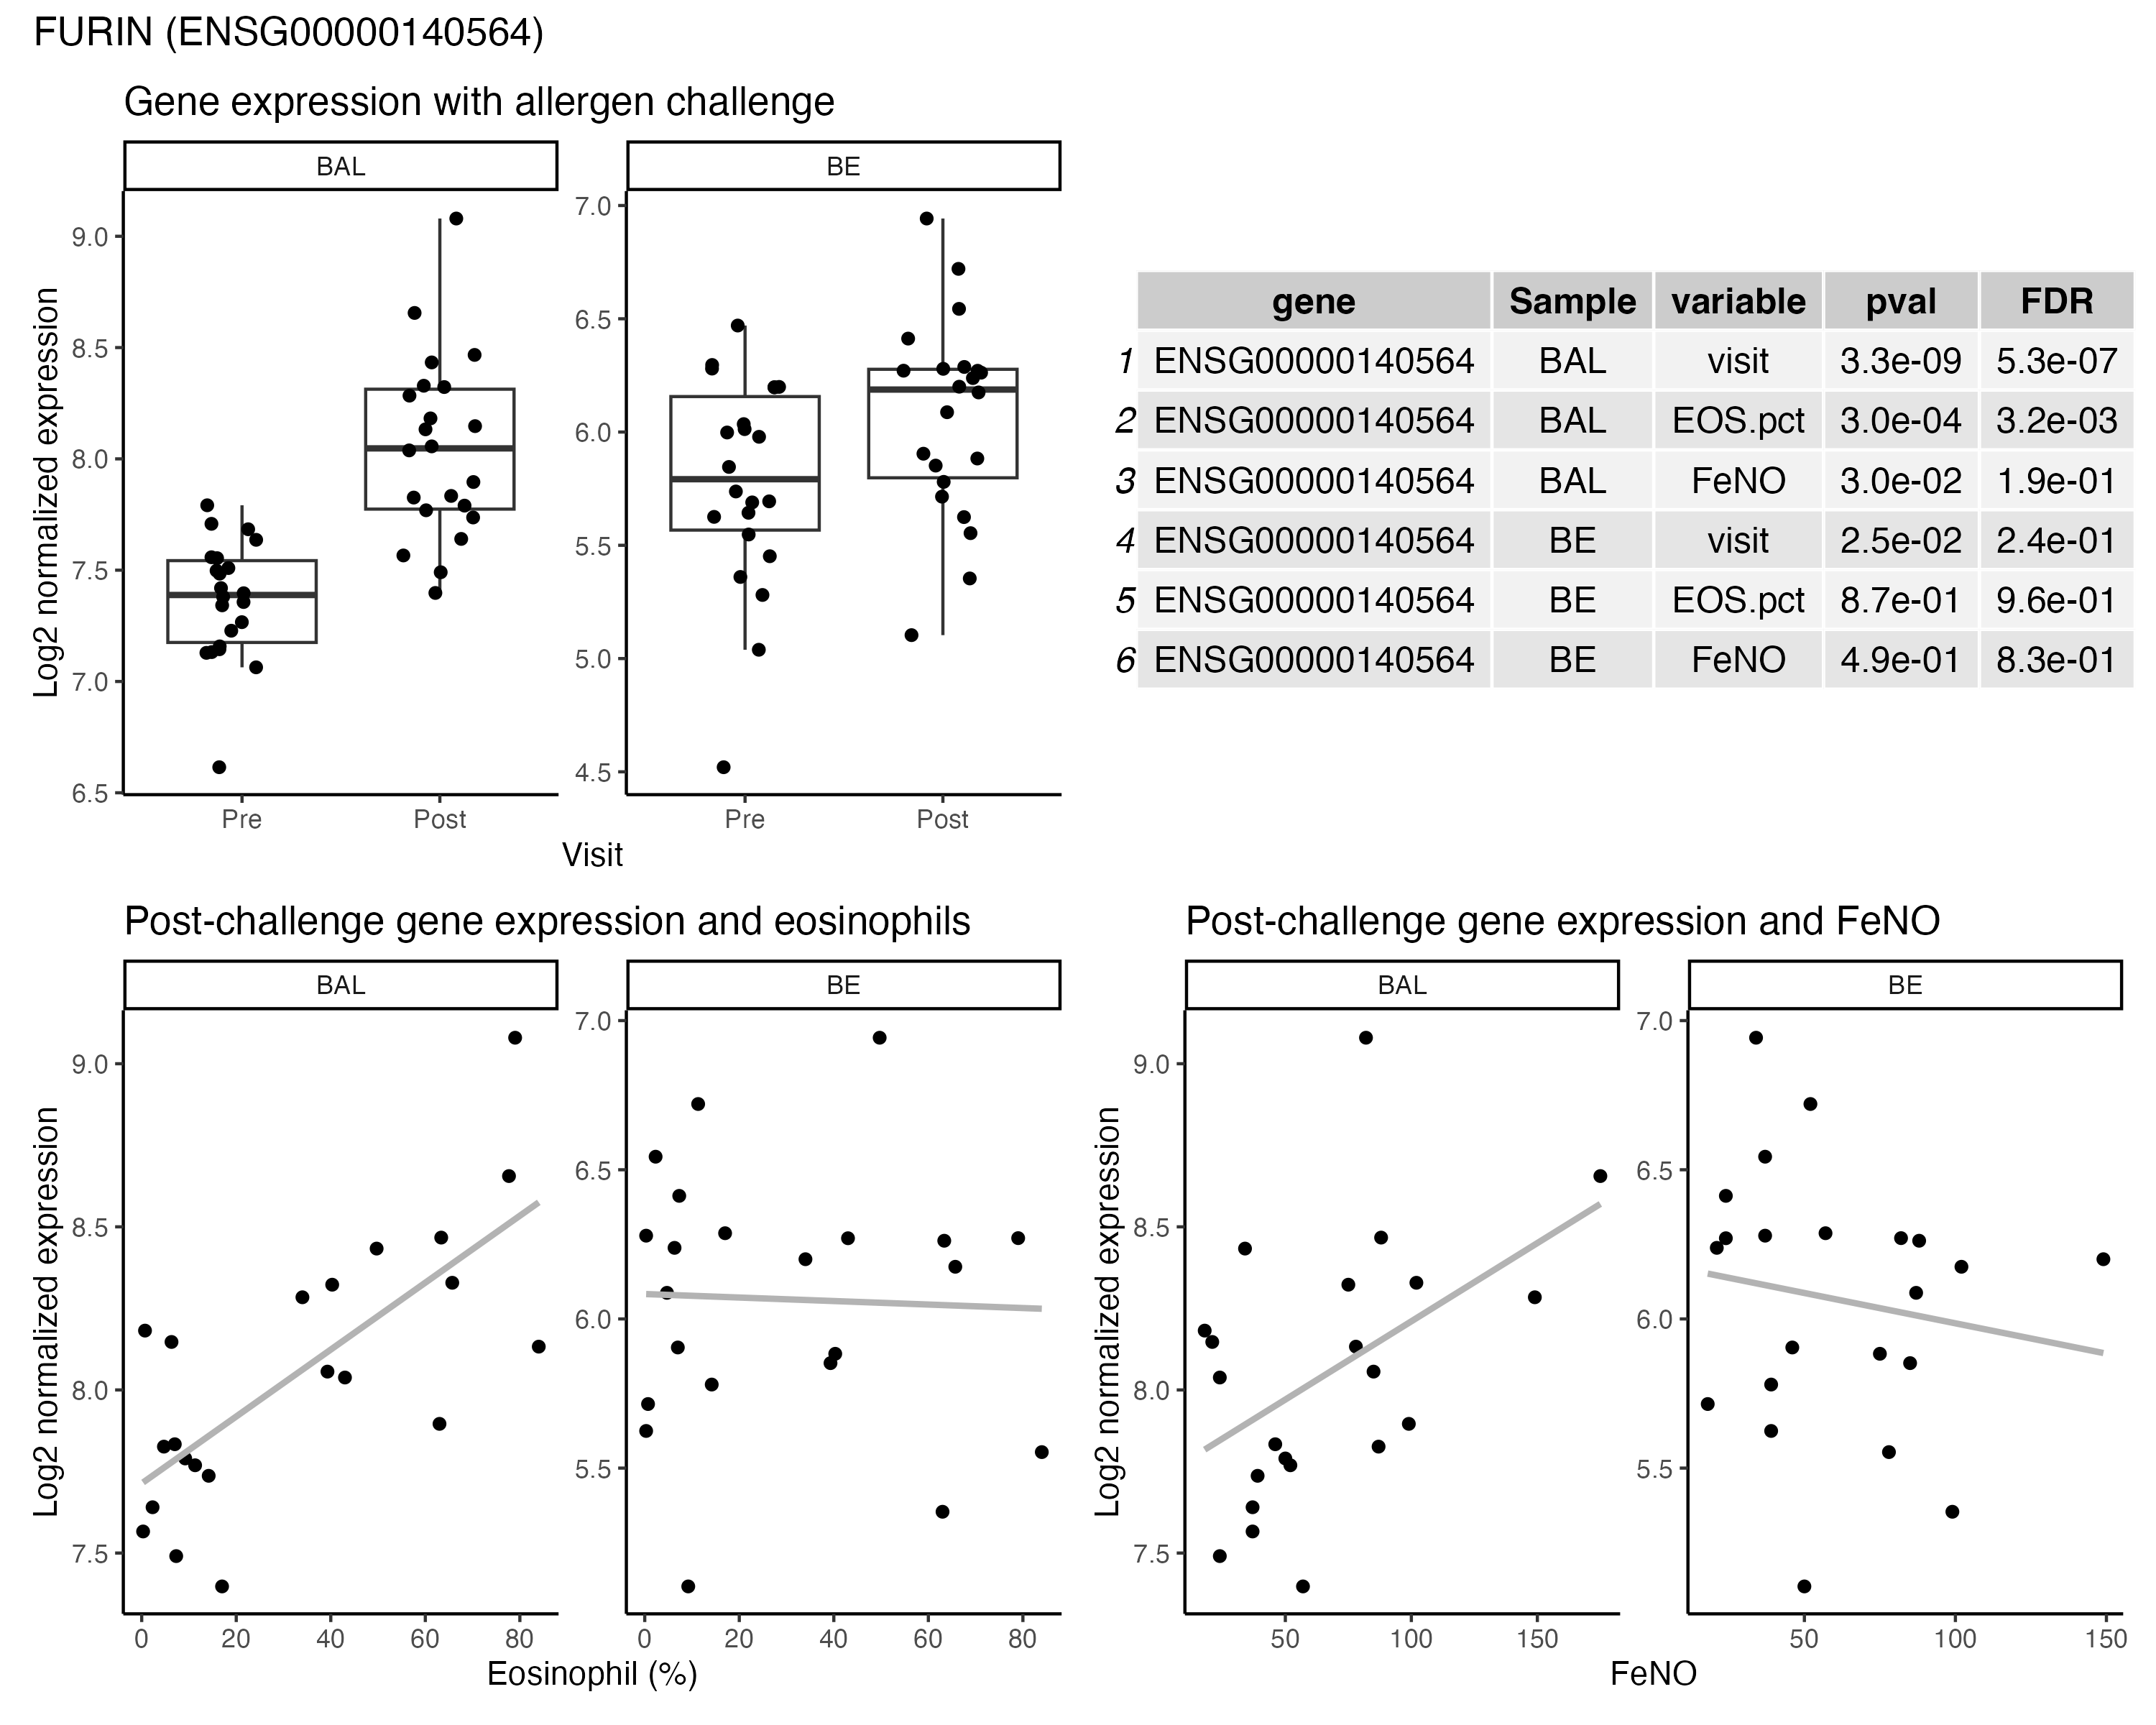 FURIN (ENSG00000140564)
Gene expression with allergen challenge
BAL
BE
Log2 normalized expression
9.0
8.5
8.0
7.5
7.0
6.5
7.0
6.5
6.0
5.5
5.0
4.5
Pre
Post
Pre
Post
Visit
gene Sample variable pval FDR
1 ENSG00000140564 BAL visit 3.3e-09 5.3e-07
2 ENSG00000140564 BAL EOS.pct 3.0e-04 3.2e-03
3 ENSG00000140564 BAL FeNO 3.0e-02 1.9e-01
4 ENSG00000140564 BE visit 2.5e-02 2.4e-01
5 ENSG00000140564 BE EOS.pct 8.7e-01 9.6e-01
6 ENSG00000140564 BE FeNO 4.9e-01 8.3e-01
Post-challenge gene expression and eosinophils
BAL
BE
Log2 normalized expression
9.0
8.5
8.0
7.5
7.0
6.5
6.0
5.5
0 20 40 60 80
0 20 40 60 80
Eosinophil (%)
Post-challenge gene expression and FeNO
BAL
BE
Log2 normalized expression
9.0
8.5
8.0
7.5
7.0
6.5
6.0
5.5
50 100 150
50 100 150
FeNO